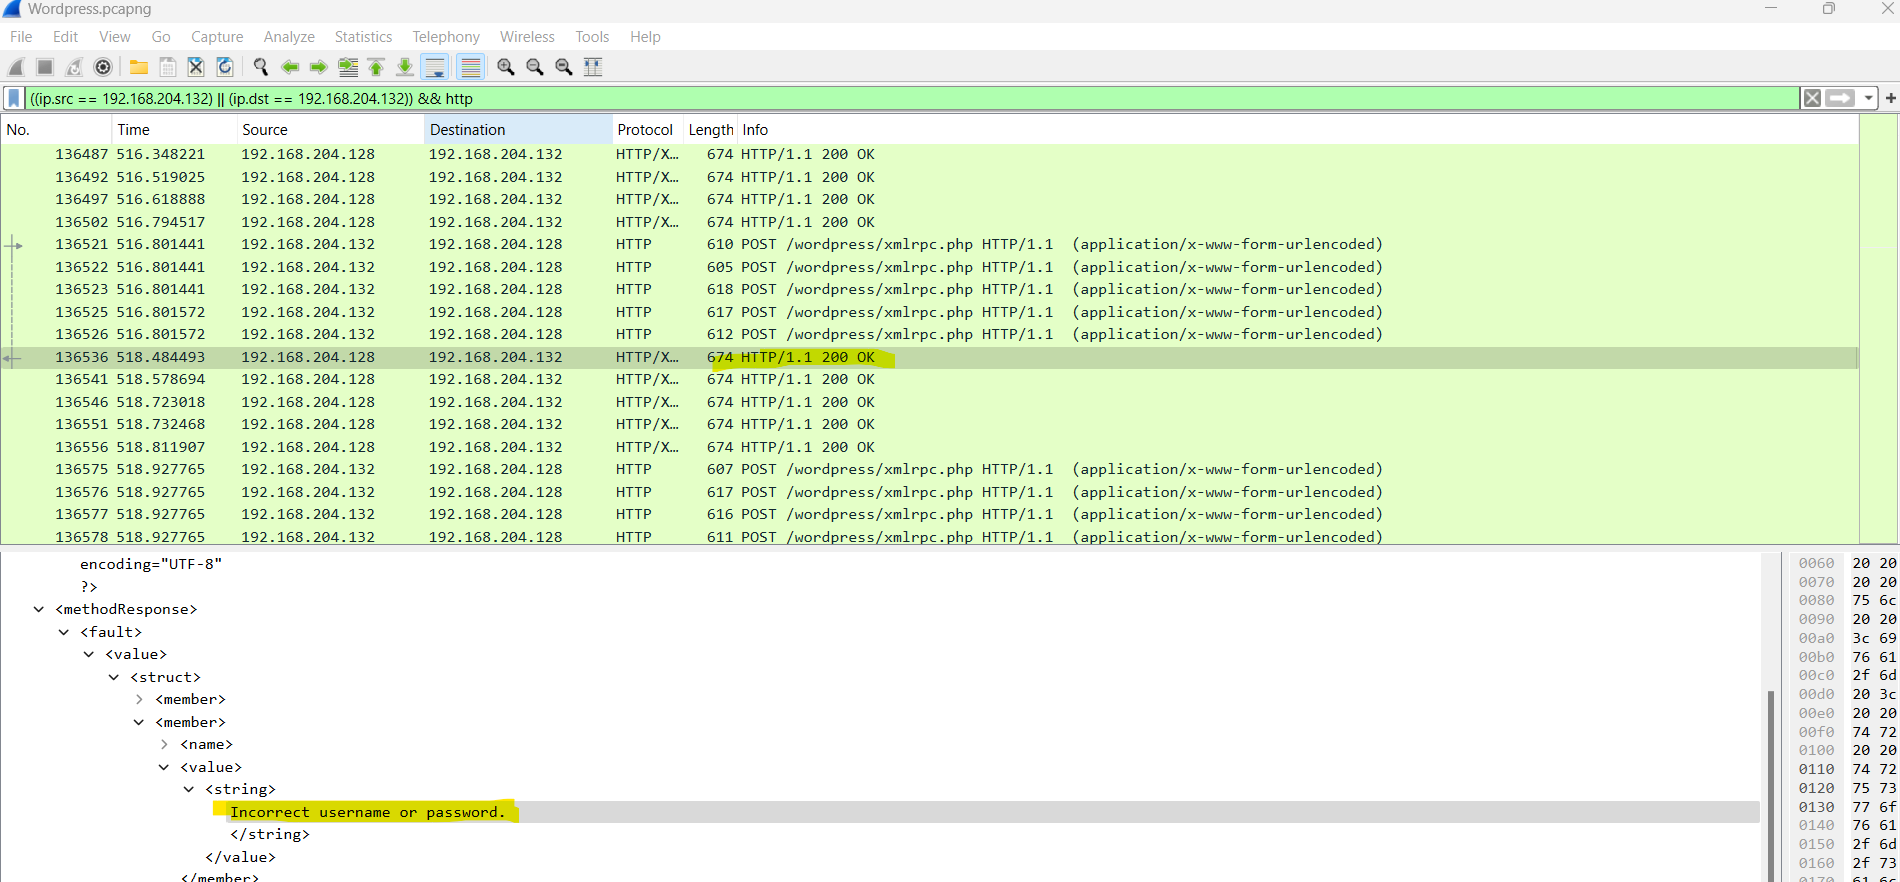 Wordpress.pcapng
File Edit View Go Capture Analyze Statistics Telephony Wireless Tools Help
((ip.src == 192.168.204.132) || (ip.dst == 192.168.204.132)) && http
No. Time Source Destination Protocol Length Info
136487 516.348221 192.168.204.128 192.168.204.132 HTTP/X… 674 HTTP/1.1 200 OK
136492 516.519025 192.168.204.128 192.168.204.132 HTTP/X… 674 HTTP/1.1 200 OK
136497 516.618888 192.168.204.128 192.168.204.132 HTTP/X… 674 HTTP/1.1 200 OK
136502 516.794517 192.168.204.128 192.168.204.132 HTTP/X… 674 HTTP/1.1 200 OK
136521 516.801441 192.168.204.132 192.168.204.128 HTTP 610 POST /wordpress/xmlrpc.php HTTP/1.1 (application/x-www-form-urlencoded)
136522 516.801441 192.168.204.132 192.168.204.128 HTTP 605 POST /wordpress/xmlrpc.php HTTP/1.1 (application/x-www-form-urlencoded)
136523 516.801441 192.168.204.132 192.168.204.128 HTTP 618 POST /wordpress/xmlrpc.php HTTP/1.1 (application/x-www-form-urlencoded)
136525 516.801572 192.168.204.132 192.168.204.128 HTTP 617 POST /wordpress/xmlrpc.php HTTP/1.1 (application/x-www-form-urlencoded)
136526 516.801572 192.168.204.132 192.168.204.128 HTTP 612 POST /wordpress/xmlrpc.php HTTP/1.1 (application/x-www-form-urlencoded)
136536 518.484493 192.168.204.128 192.168.204.132 HTTP/X… 674 HTTP/1.1 200 OK
136541 518.578694 192.168.204.128 192.168.204.132 HTTP/X… 674 HTTP/1.1 200 OK
136546 518.723018 192.168.204.128 192.168.204.132 HTTP/X… 674 HTTP/1.1 200 OK
136551 518.732468 192.168.204.128 192.168.204.132 HTTP/X… 674 HTTP/1.1 200 OK
136556 518.811907 192.168.204.128 192.168.204.132 HTTP/X… 674 HTTP/1.1 200 OK
136575 518.927765 192.168.204.132 192.168.204.128 HTTP 607 POST /wordpress/xmlrpc.php HTTP/1.1 (application/x-www-form-urlencoded)
136576 518.927765 192.168.204.132 192.168.204.128 HTTP 617 POST /wordpress/xmlrpc.php HTTP/1.1 (application/x-www-form-urlencoded)
136577 518.927765 192.168.204.132 192.168.204.128 HTTP 616 POST /wordpress/xmlrpc.php HTTP/1.1 (application/x-www-form-urlencoded)
136578 518.927765 192.168.204.132 192.168.204.128 HTTP 611 POST /wordpress/xmlrpc.php HTTP/1.1 (application/x-www-form-urlencoded)
encoding="UTF-8"
?>
<methodResponse>
<fault>
<value>
<struct>
<member>
<member>
<name>
<value>
<string>
Incorrect username or password.
</string>
</value>
</member>
0060 20 20
0070 20 20
0080 75 6c
0090 20 20
00a0 3c 69
00b0 76 61
00c0 2f 6d
00d0 20 3c
00e0 20 20
00f0 74 72
0100 20 20
0110 74 72
0120 75 73
0130 77 6f
0140 76 61
0150 2f 6d
0160 2f 73
0170 61 6c